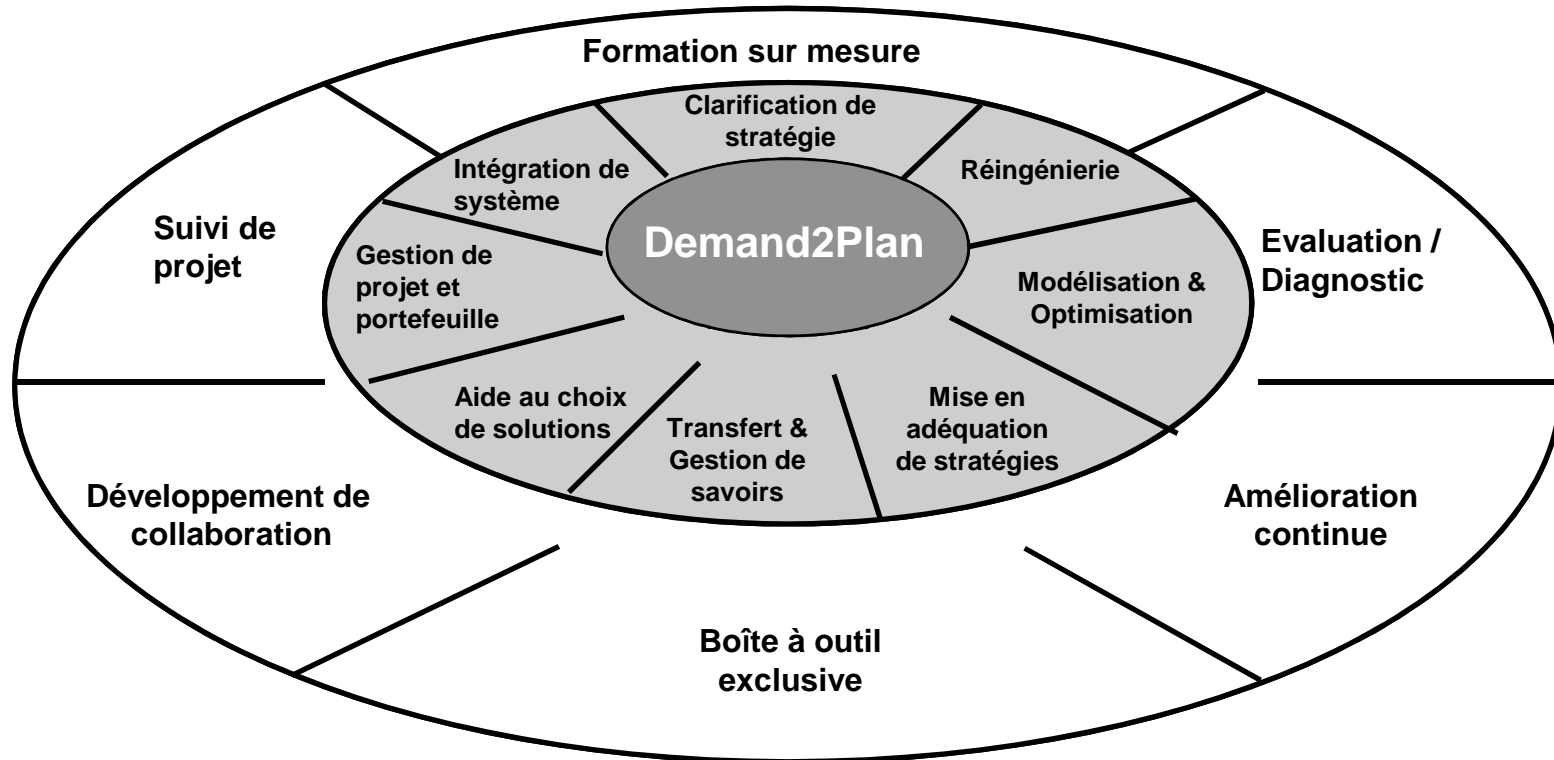 Formation sur mesure
Clarification de
stratégie
Intégration de
système
Réingénierie
Suivi de
projet
Demand2Plan
Evaluation /
Diagnostic
Gestion de
projet et
portefeuille
Modélisation &
Optimisation
Aide au choix
de solutions
Transfert &
Gestion de
savoirs
Mise en
adéquation
de stratégies
Développement de
collaboration
Amélioration
continue
Boîte à outil
exclusive